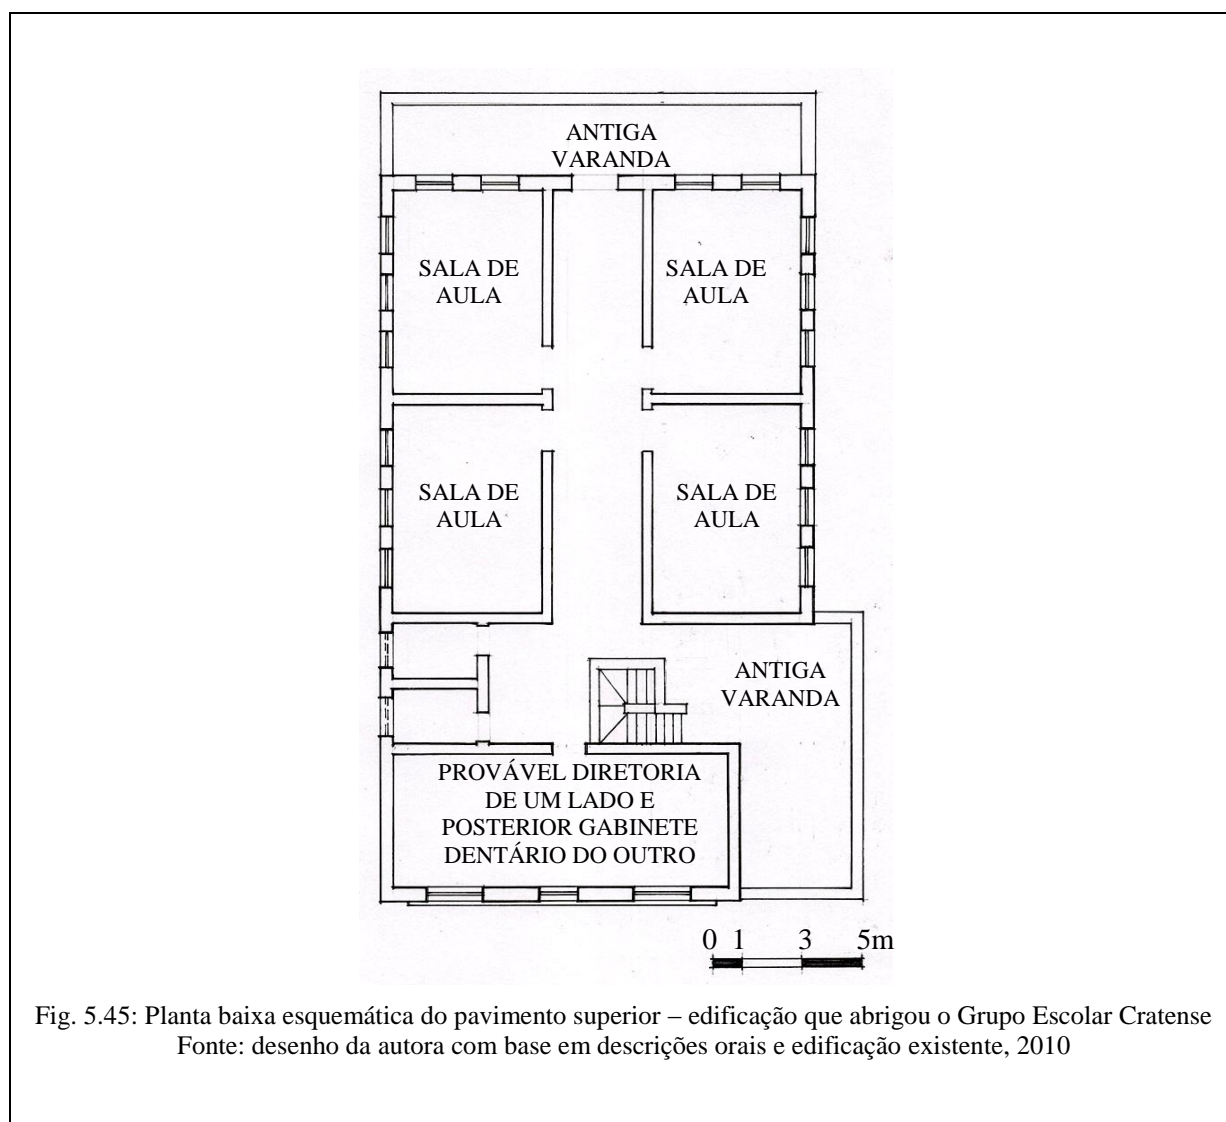 ANTIGA
VARANDA
SALA DE
AULA
SALA DE
AULA
SALA DE
AULA
SALA DE
AULA
ANTIGA
VARANDA
PROVÁVEL DIRETORIA
DE UM LADO E
POSTERIOR GABINETE
DENTÁRIO DO OUTRO
0 1 3 5m
Fig. 5.45: Planta baixa esquemática do pavimento superior – edificação que abrigou o Grupo Escolar Cratense
Fonte: desenho da autora com base em descrições orais e edificação existente, 2010